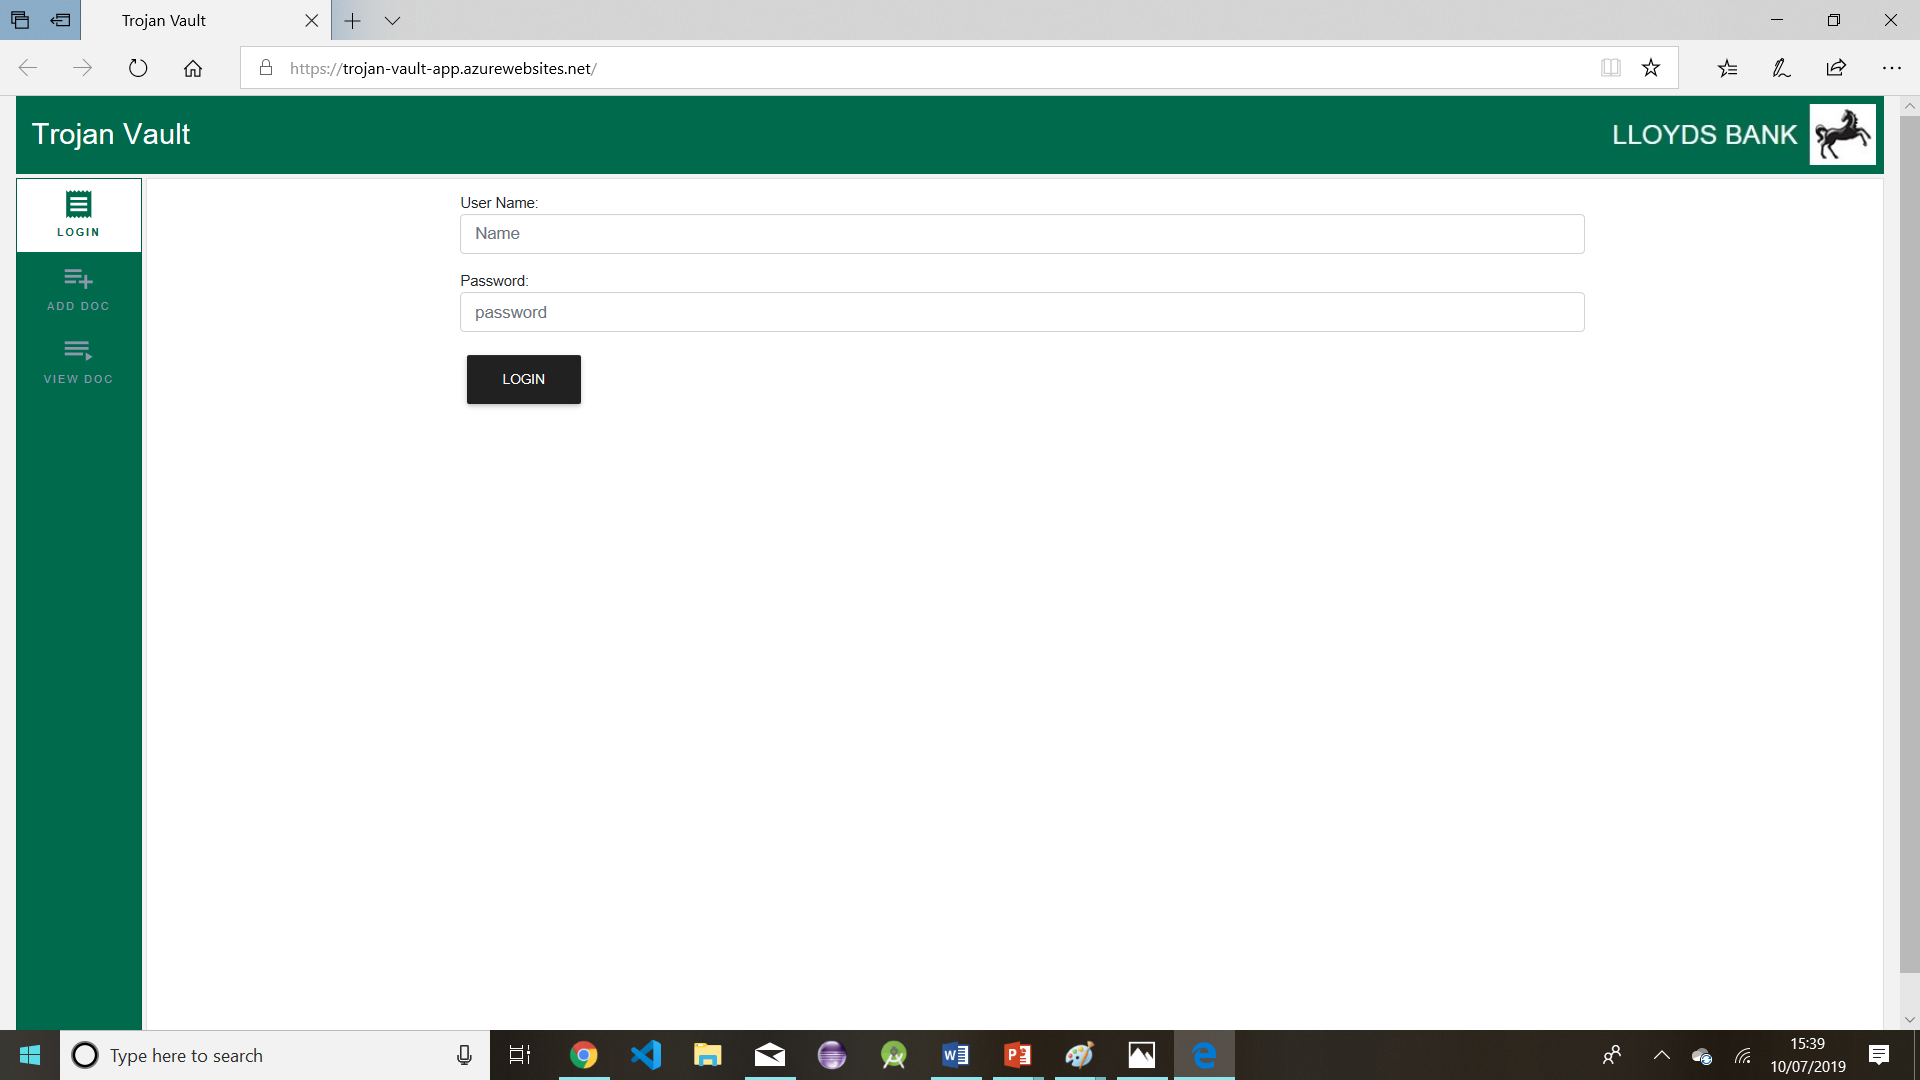 Trojan Vault
https://trojan-vault-app.azurewebsites.net/
Trojan Vault
LLOYDS BANK
LOGIN
ADD DOC
VIEW DOC
User Name:
Name
Password:
password
LOGIN
Type here to search
15:39
10/07/2019